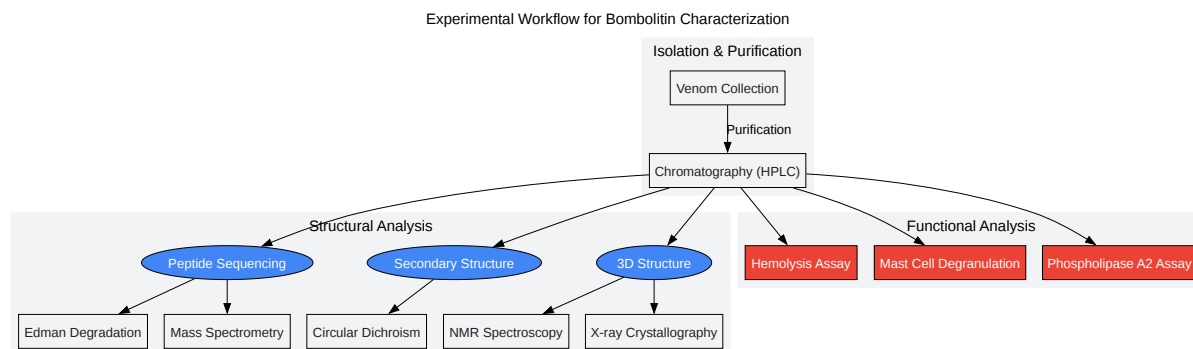 Experimental Workflow for Bombolitin Characterization
Isolation & Purification
Venom Collection
Purification
Chromatography (HPLC)
Structural Analysis
Functional Analysis
Peptide Sequencing
Secondary Structure
3D Structure
Hemolysis Assay
Mast Cell Degranulation
Phospholipase A2 Assay
Edman Degradation
Mass Spectrometry
Circular Dichroism
NMR Spectroscopy
X-ray Crystallography